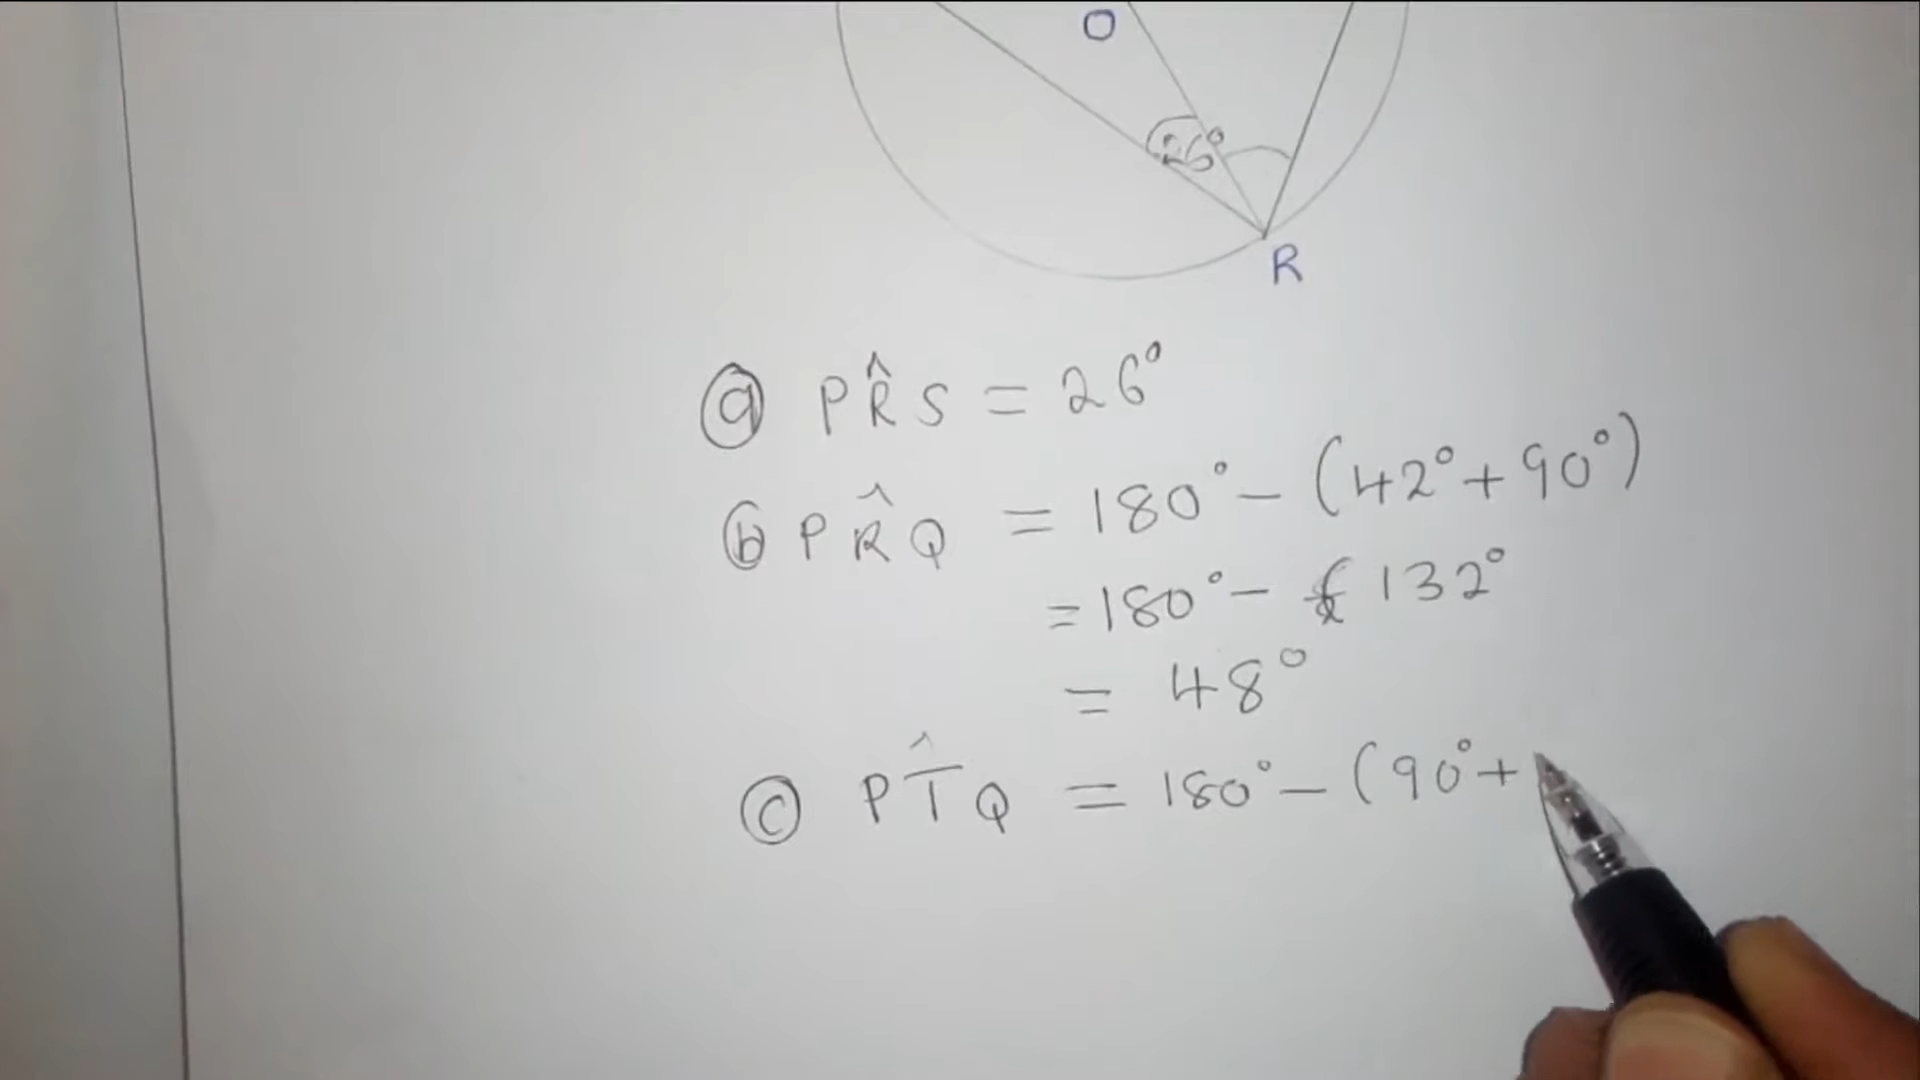 O
26°
R
(a) PR̂S = 26°
(b) PR̂Q = 180° - (42° + 90°)
= 180° - 132°
= 48°
(c) PT̂Q = 180° - (90° +